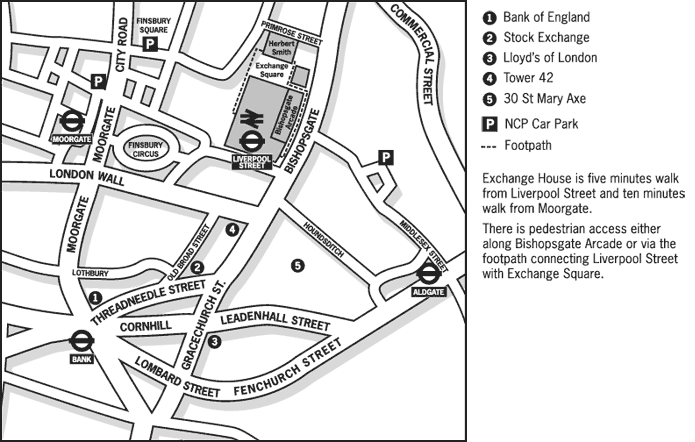 FINSBURY
SQUARE
P
CITY ROAD
PRIMROSE STREET
Herbert
Smith
Exchange
Square
COMMERCIAL STREET
P
MOORGATE
MOORGATE
FINSBURY
CIRCUS
Bishopsgate
Arcade
LIVERPOOL
STREET
BISHOPSGATE
P
LONDON WALL
MOORGATE
OLD BROAD STREET
4
HOUNDSDITCH
MIDDLESEX STREET
LOTHBURY
2
5
ALDGATE
1
THREADNEEDLE STREET
GRACECHURCH ST.
CORNHILL
LEADENHALL STREET
3
BANK
LOMBARD STREET
FENCHURCH STREET
1 Bank of England
2 Stock Exchange
3 Lloyd's of London
4 Tower 42
5 30 St Mary Axe
P NCP Car Park
Footpath
Exchange House is five minutes walk
from Liverpool Street and ten minutes
walk from Moorgate.
There is pedestrian access either
along Bishopsgate Arcade or via the
footpath connecting Liverpool Street
with Exchange Square.